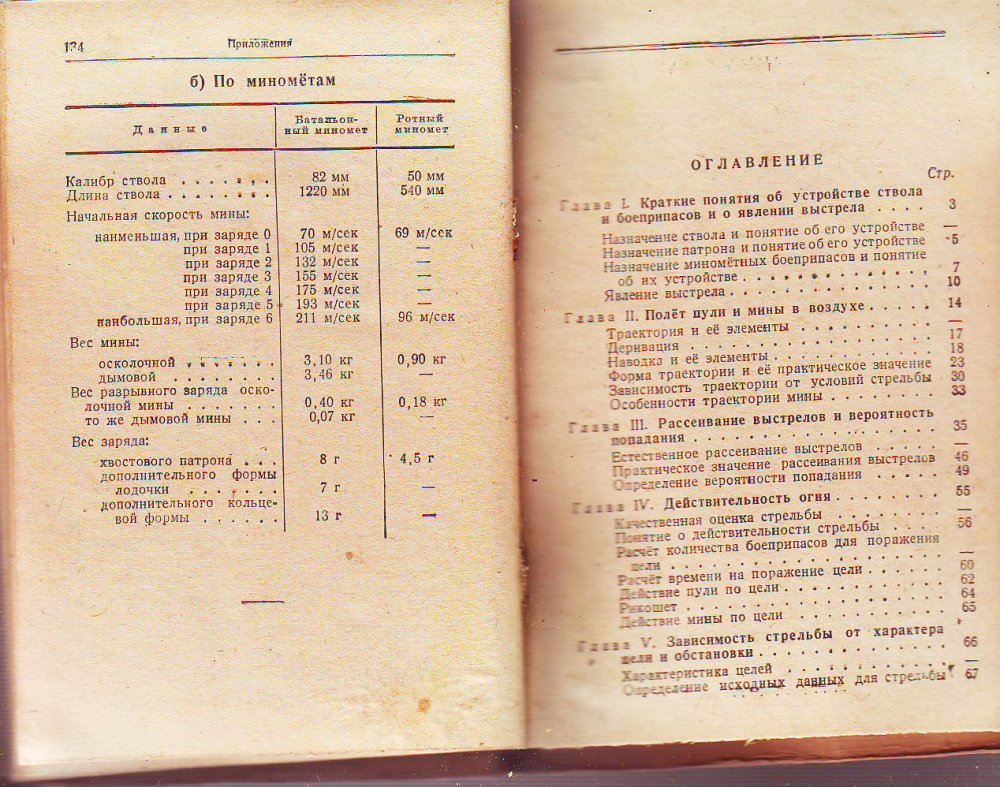 134 Приложения
б) По миномётам
Данные Батальонный миномет Ротный миномет
Калибр ствола . . . . . . . 82 мм 50 мм
Длина ствола . . . . . . . . 1220 мм 540 мм
Начальная скорость мины:
наименьшая, при заряде 0 70 м/сек 69 м/сек
при заряде 1 105 м/сек —
при заряде 2 132 м/сек —
при заряде 3 155 м/сек —
при заряде 4 175 м/сек —
при заряде 5 193 м/сек —
наибольшая, при заряде 6 211 м/сек 96 м/сек
Вес мины:
осколочной . . . . . . . 3,10 кг 0,90 кг
дымовой . . . . . . . . 3,46 кг —
Вес разрывного заряда оско-
лочной мины . . . . . . . 0,40 кг 0,18 кг
то же дымовой мины . . . 0,07 кг —
Вес заряда:
хвостового патрона . . . 8 г 4,5 г
дополнительного формы
лодочки . . . . . . . 7 г —
дополнительного кольце-
вой формы . . . . . . 13 г —
ОГЛАВЛЕНИЕ
Стр.
Глава I. Краткие понятия об устройстве ствола
и боеприпасов и о явлении выстрела . . . . 3
Назначение ствола и понятие об его устройстве —
Назначение патрона и понятие об его устройстве 5
Назначение миномётных боеприпасов и понятие
об их устройстве . . . . . . . . . . . . . 7
Явление выстрела . . . . . . . . . . . . . . 10
Глава II. Полёт пули и мины в воздухе . . . . . 14
Траектория и её элементы . . . . . . . . . . —
Деривация . . . . . . . . . . . . . . . . . 17
Наводка и её элементы . . . . . . . . . . . 18
Форма траектории и её практическое значение 23
Зависимость траектории от условий стрельбы 30
Особенности траектории мины . . . . . . . . 33
Глава III. Рассеивание выстрелов и вероятность
попадания . . . . . . . . . . . . . . . . 35
Естественное рассеивание выстрелов . . . . . —
Практическое значение рассеивания выстрелов 46
Определение вероятности попадания . . . . . 49
Глава IV. Действительность огня . . . . . . . . 55
Качественная оценка стрельбы . . . . . . . . —
Понятие о действительности стрельбы . . . . 56
Расчёт количества боеприпасов для поражения
цели . . . . . . . . . . . . . . . . . . —
Расчёт времени на поражение цели . . . . . . 60
Действие пули по цели . . . . . . . . . . . 62
Рикошет . . . . . . . . . . . . . . . . . . 64
Действие мины по цели . . . . . . . . . . . 65
Глава V. Зависимость стрельбы от характера
цели и обстановки . . . . . . . . . . . . . 66
Характеристика целей . . . . . . . . . . . . —
Определение исходных данных для стрельбы 67